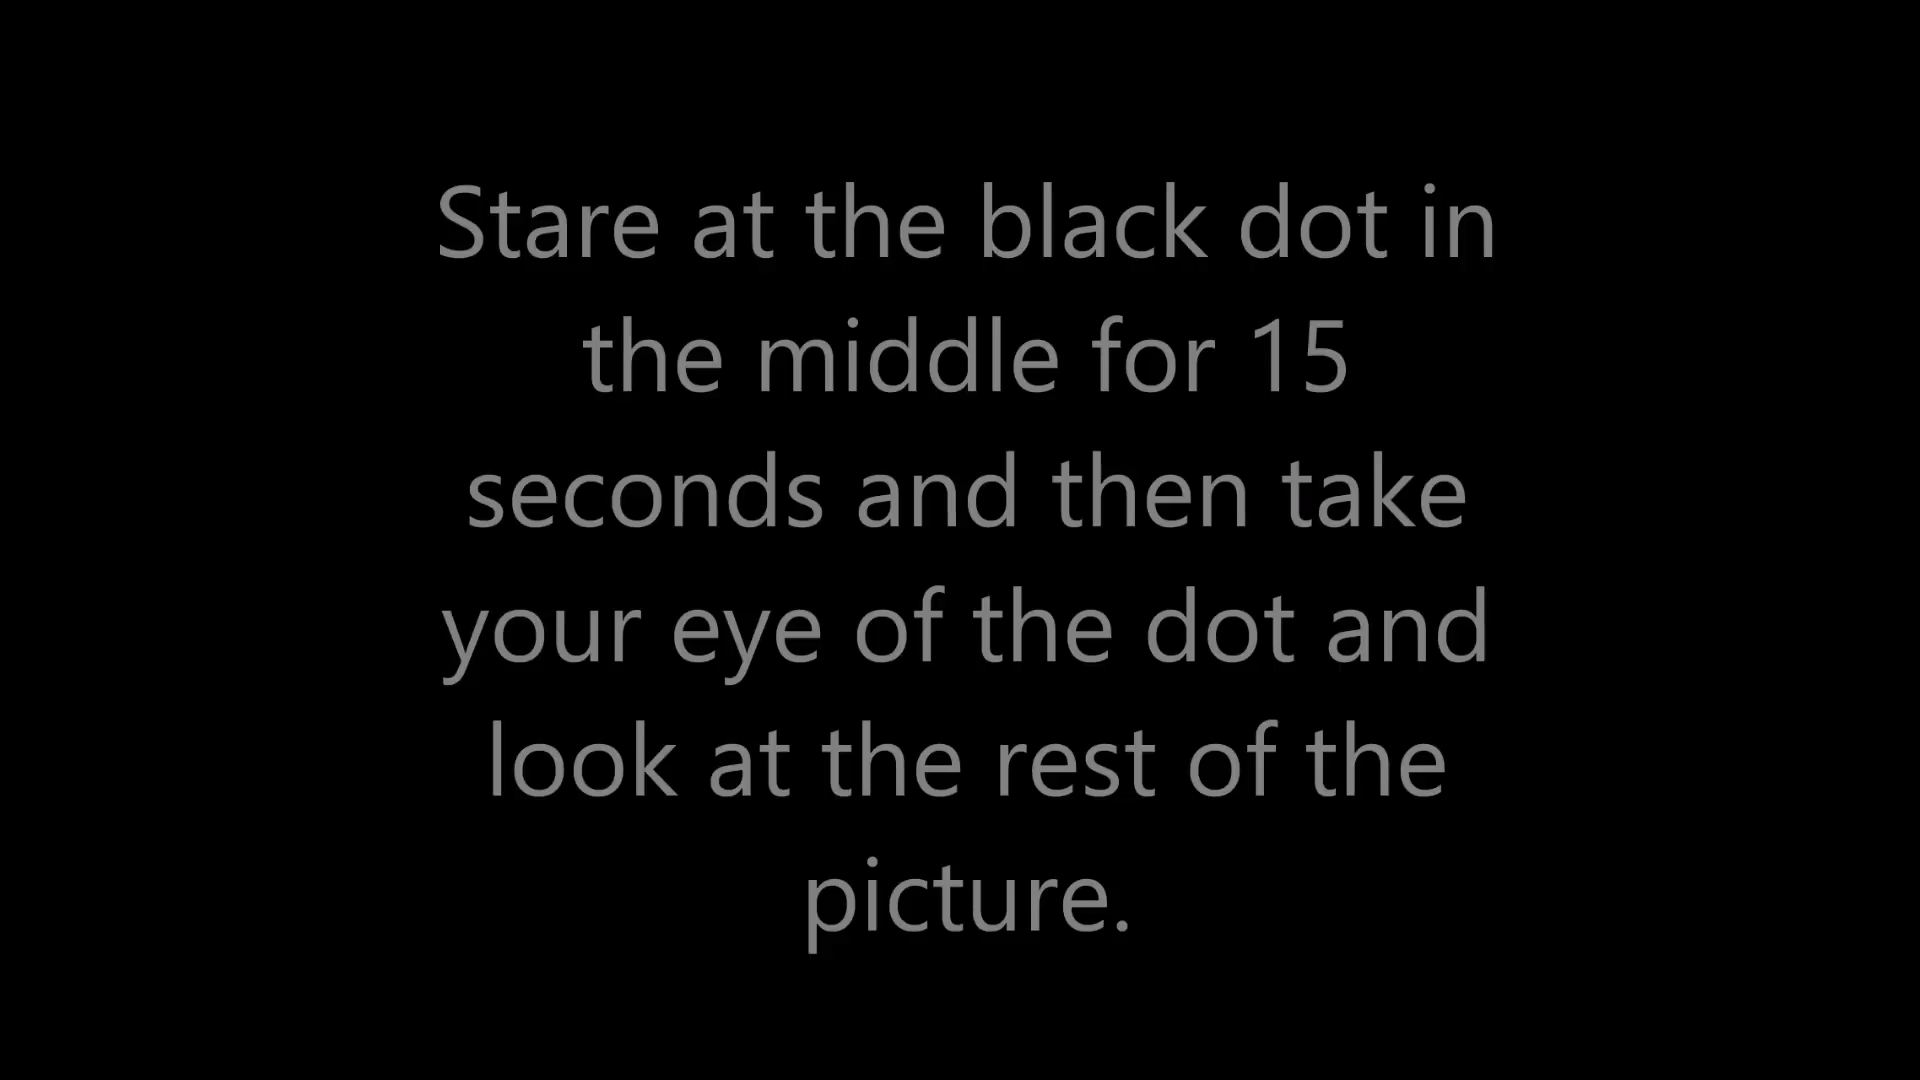 Stare at the black dot in
the middle for 15
seconds and then take
your eye of the dot and
look at the rest of the
picture.